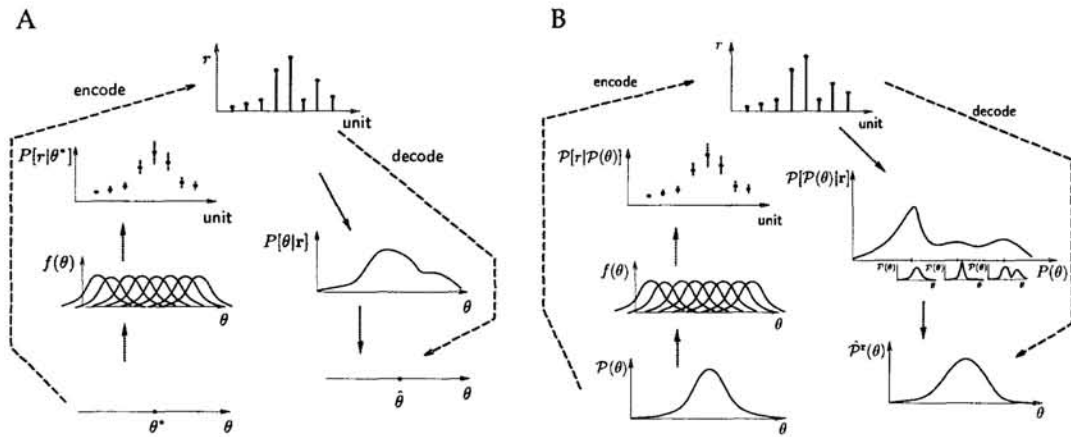 A
r
encode
unit
P[r|θ*]
decode
unit
P[θ|r]
f(θ)
θ
θ
θ*
θ
θ̂
θ
B
r
encode
unit
decode
𝒫[r|𝒫(θ)]
𝒫[𝒫(θ)|r]
unit
f(θ)
𝒫(θ) 𝒫(θ) 𝒫(θ) P(θ)
θ θ θ
θ
𝒫(θ)
𝒫̂ʳ(θ)
θ
θ